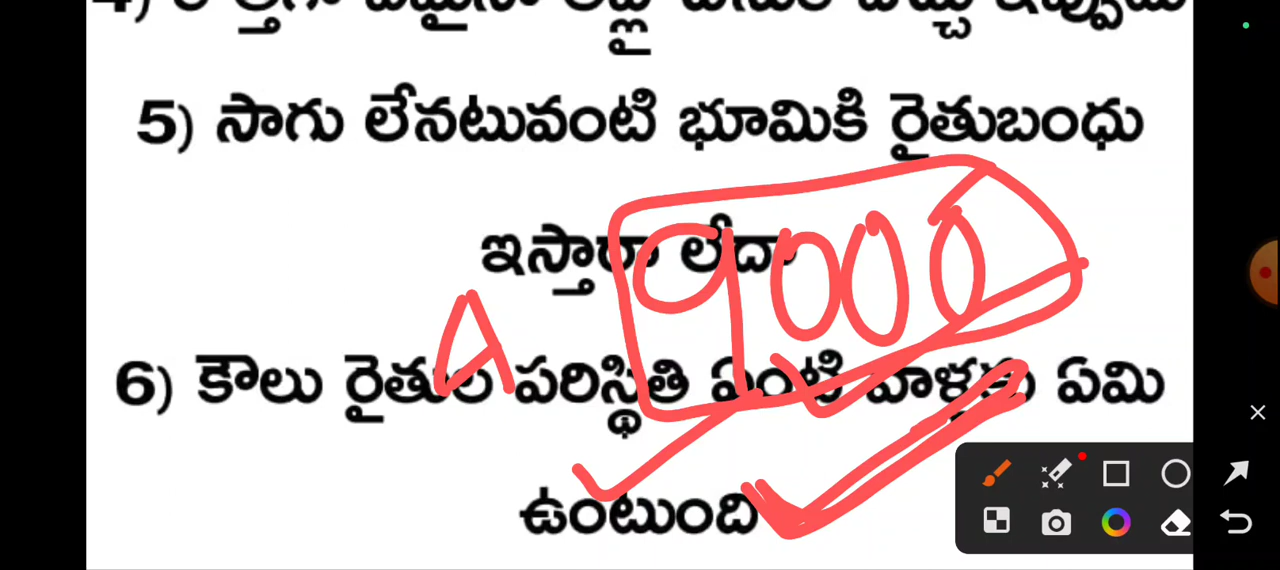 5) సాగు లేనటువంటి భూమికి రైతుబంధు
ఇస్తారా లేదా
9000
A
6) కౌలు రైతుల పరిస్థితి ఏంటి వాళ్లకు ఏమి
ఉంటుంది